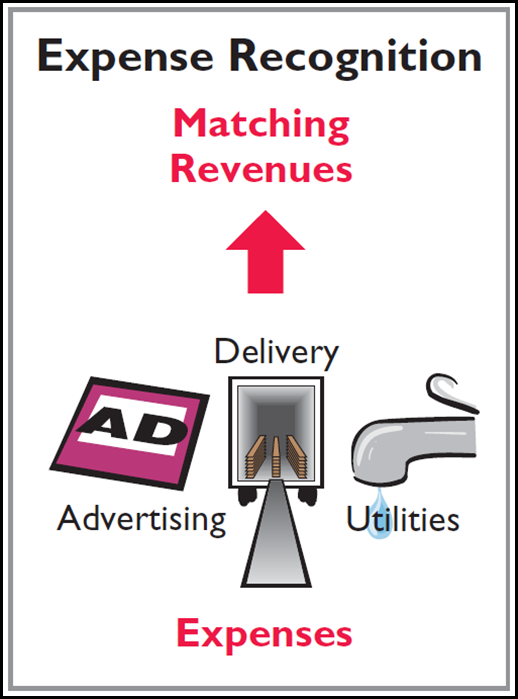 Expense Recognition
Matching
Revenues
Delivery
AD
Advertising
Utilities
Expenses